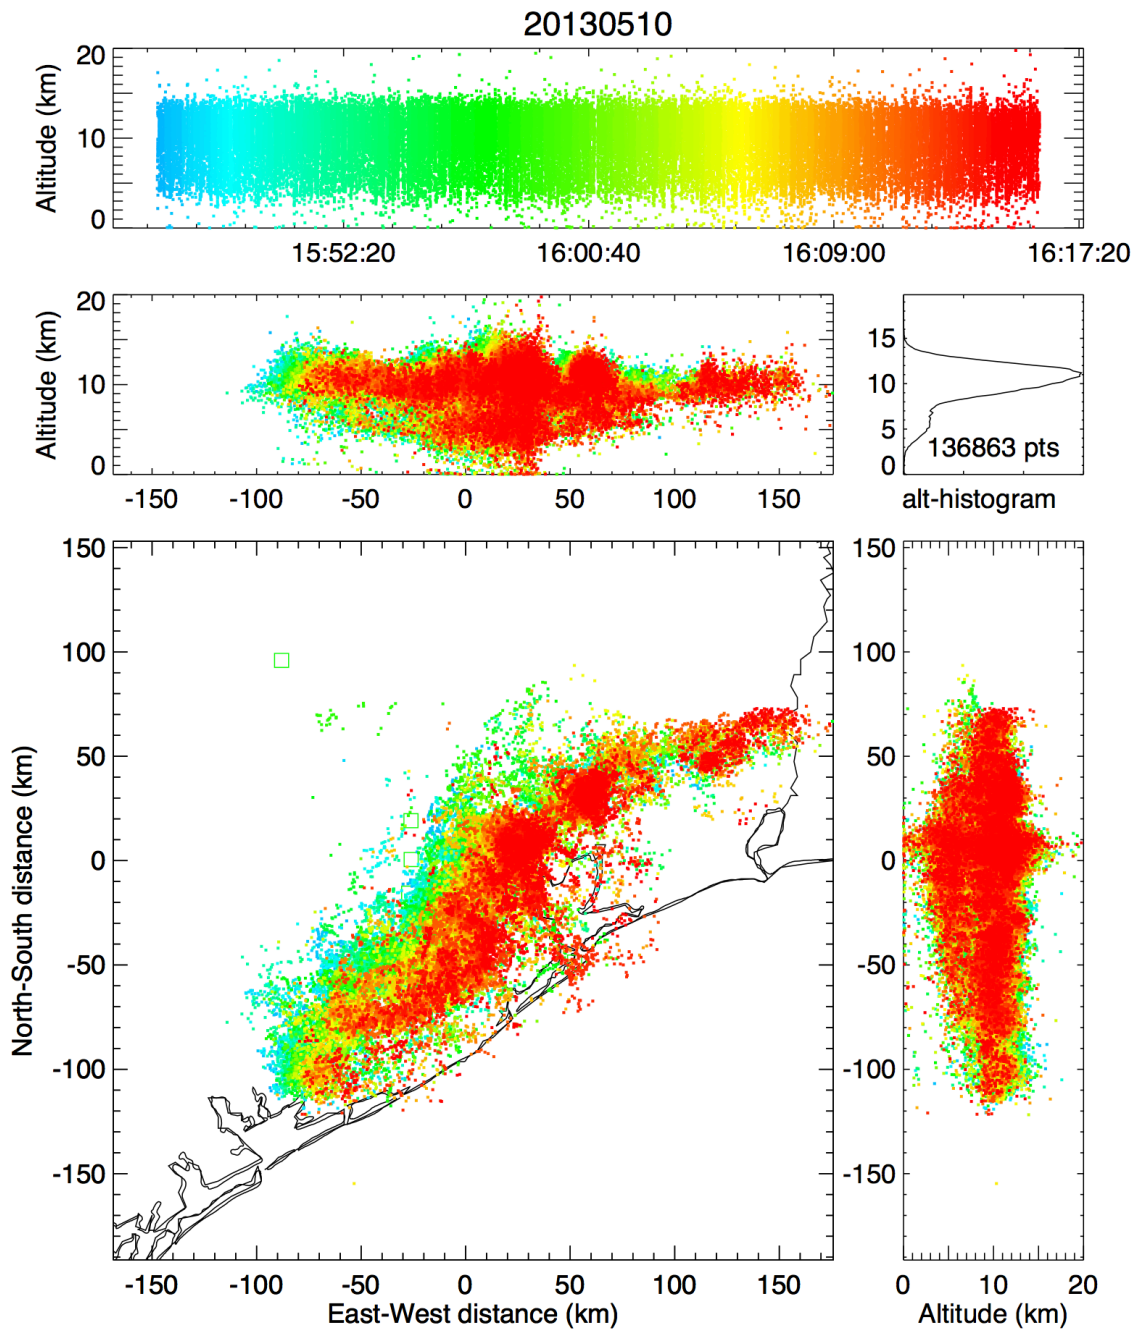 20130510
20
10
0
Altitude (km)
15:52:20 16:00:40 16:09:00 16:17:20
20
10
0
Altitude (km)
-150 -100 -50 0 50 100 150
15
10
5
0
136863 pts
alt-histogram
150
100
50
0
-50
-100
-150
North-South distance (km)
-150 -100 -50 0 50 100 150
East-West distance (km)
150
100
50
0
-50
-100
-150
0 10 20
Altitude (km)